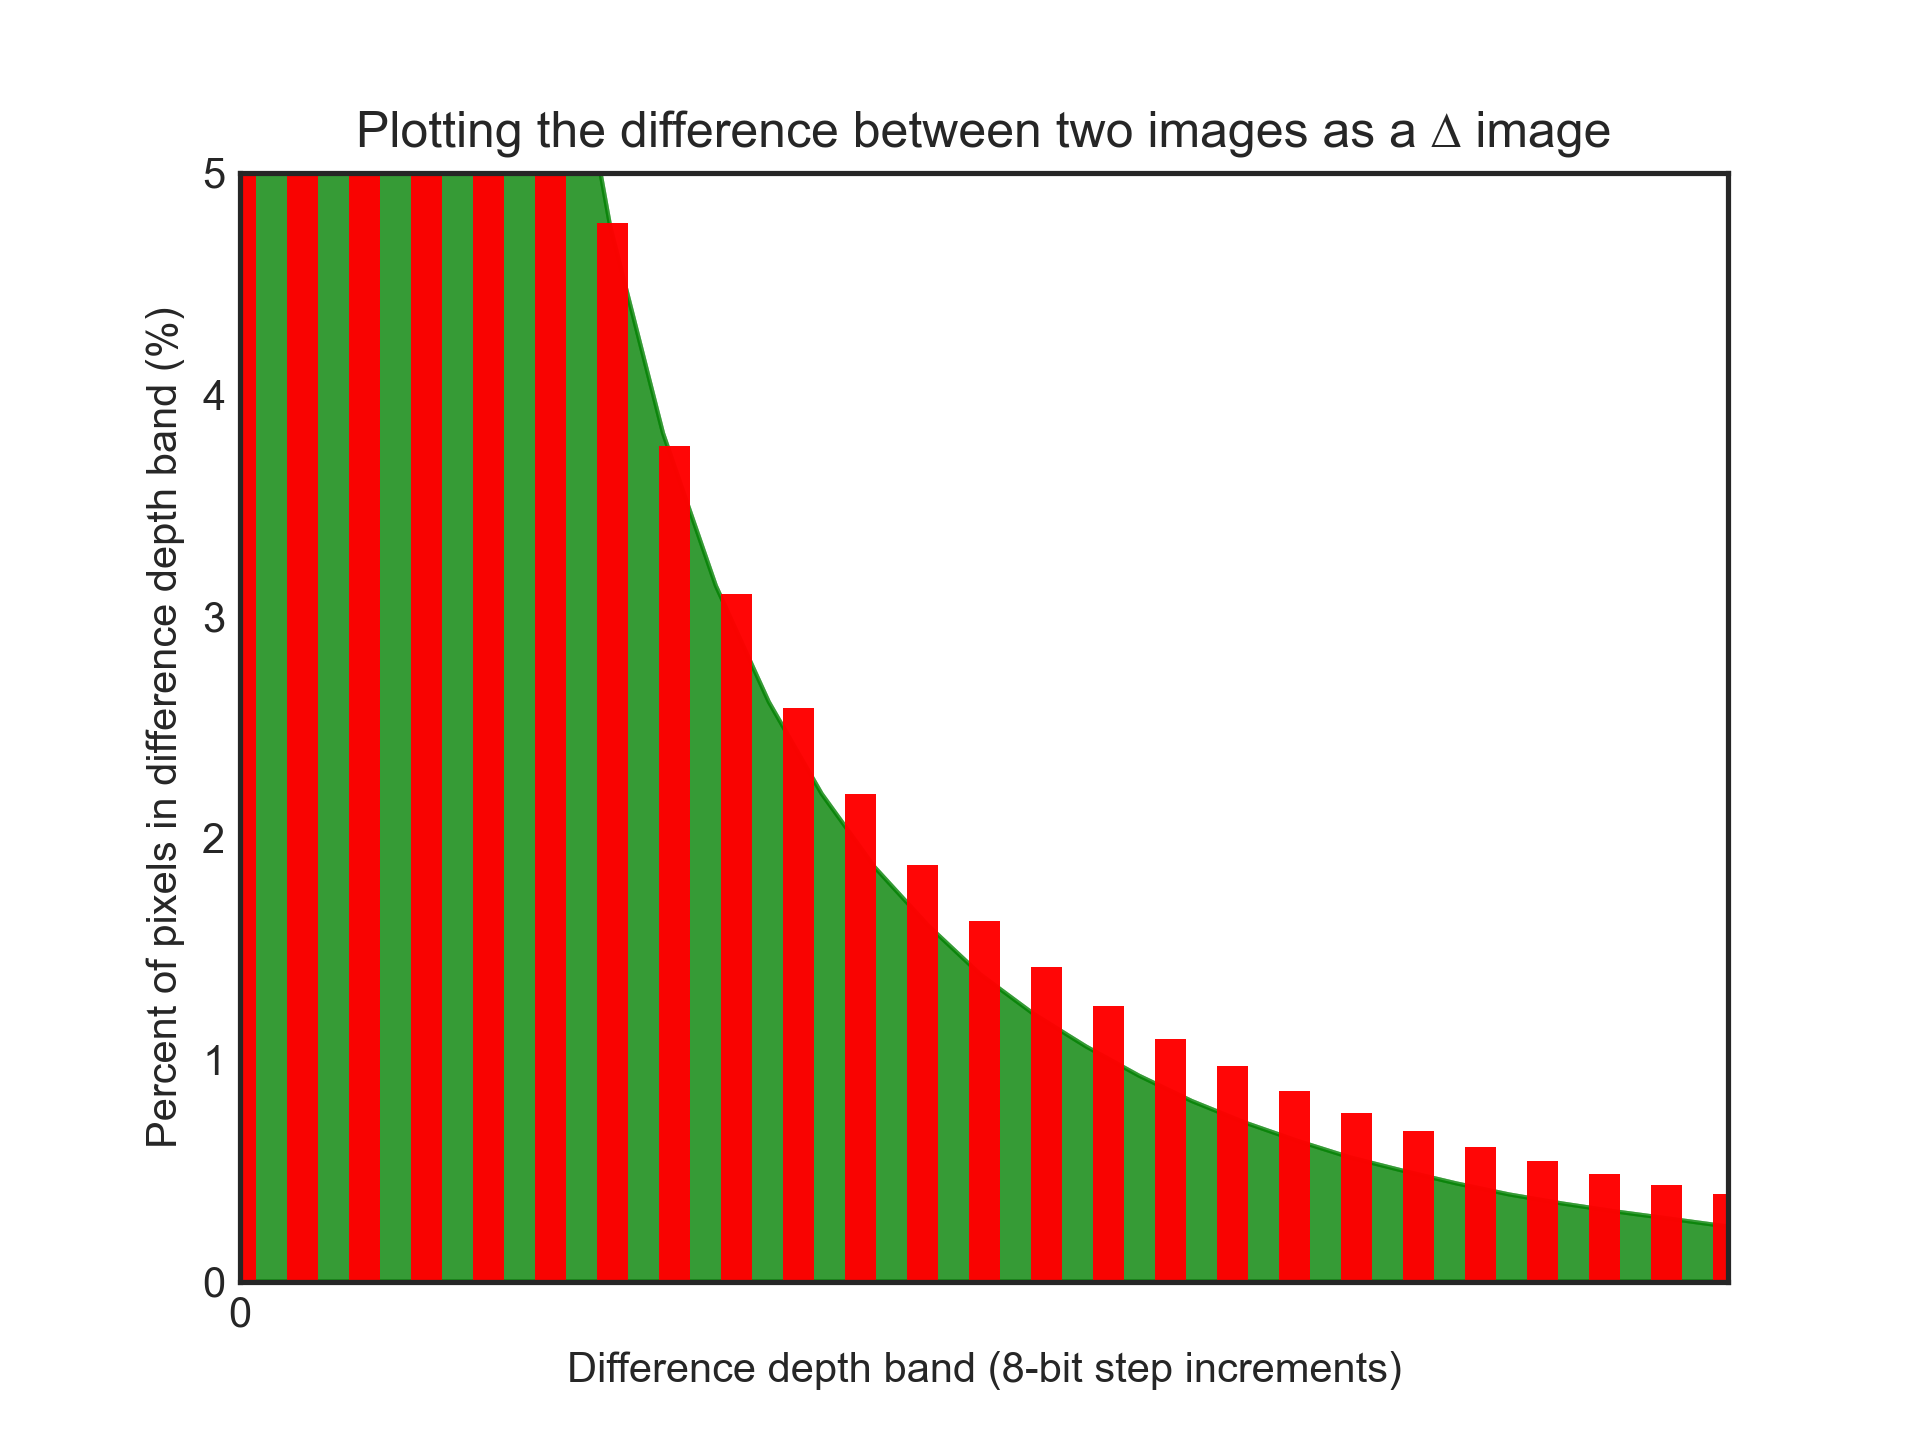 Plotting the difference between two images as a Δ image
5
4
3
2
1
0
0
Percent of pixels in difference depth band (%)
Difference depth band (8-bit step increments)